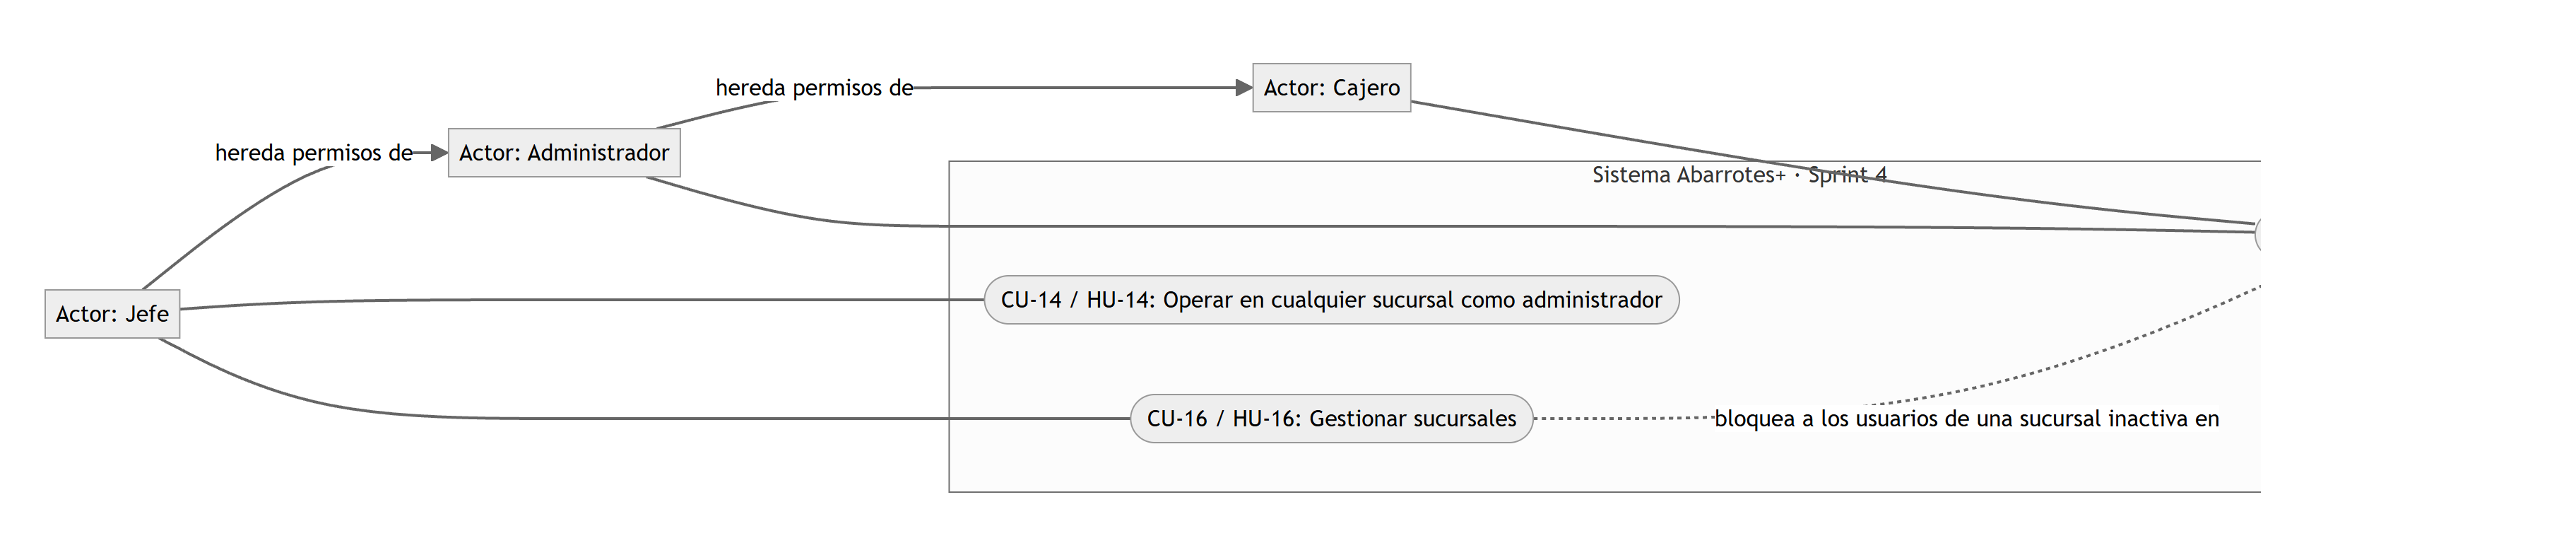 hereda permisos de
Actor: Cajero
hereda permisos de
Actor: Administrador
Sistema Abarrotes+ · Sprint 4
CU-14 / HU-14: Operar en cualquier sucursal como administrador
Actor: Jefe
CU-16 / HU-16: Gestionar sucursales
bloquea a los usuarios de una sucursal inactiva en